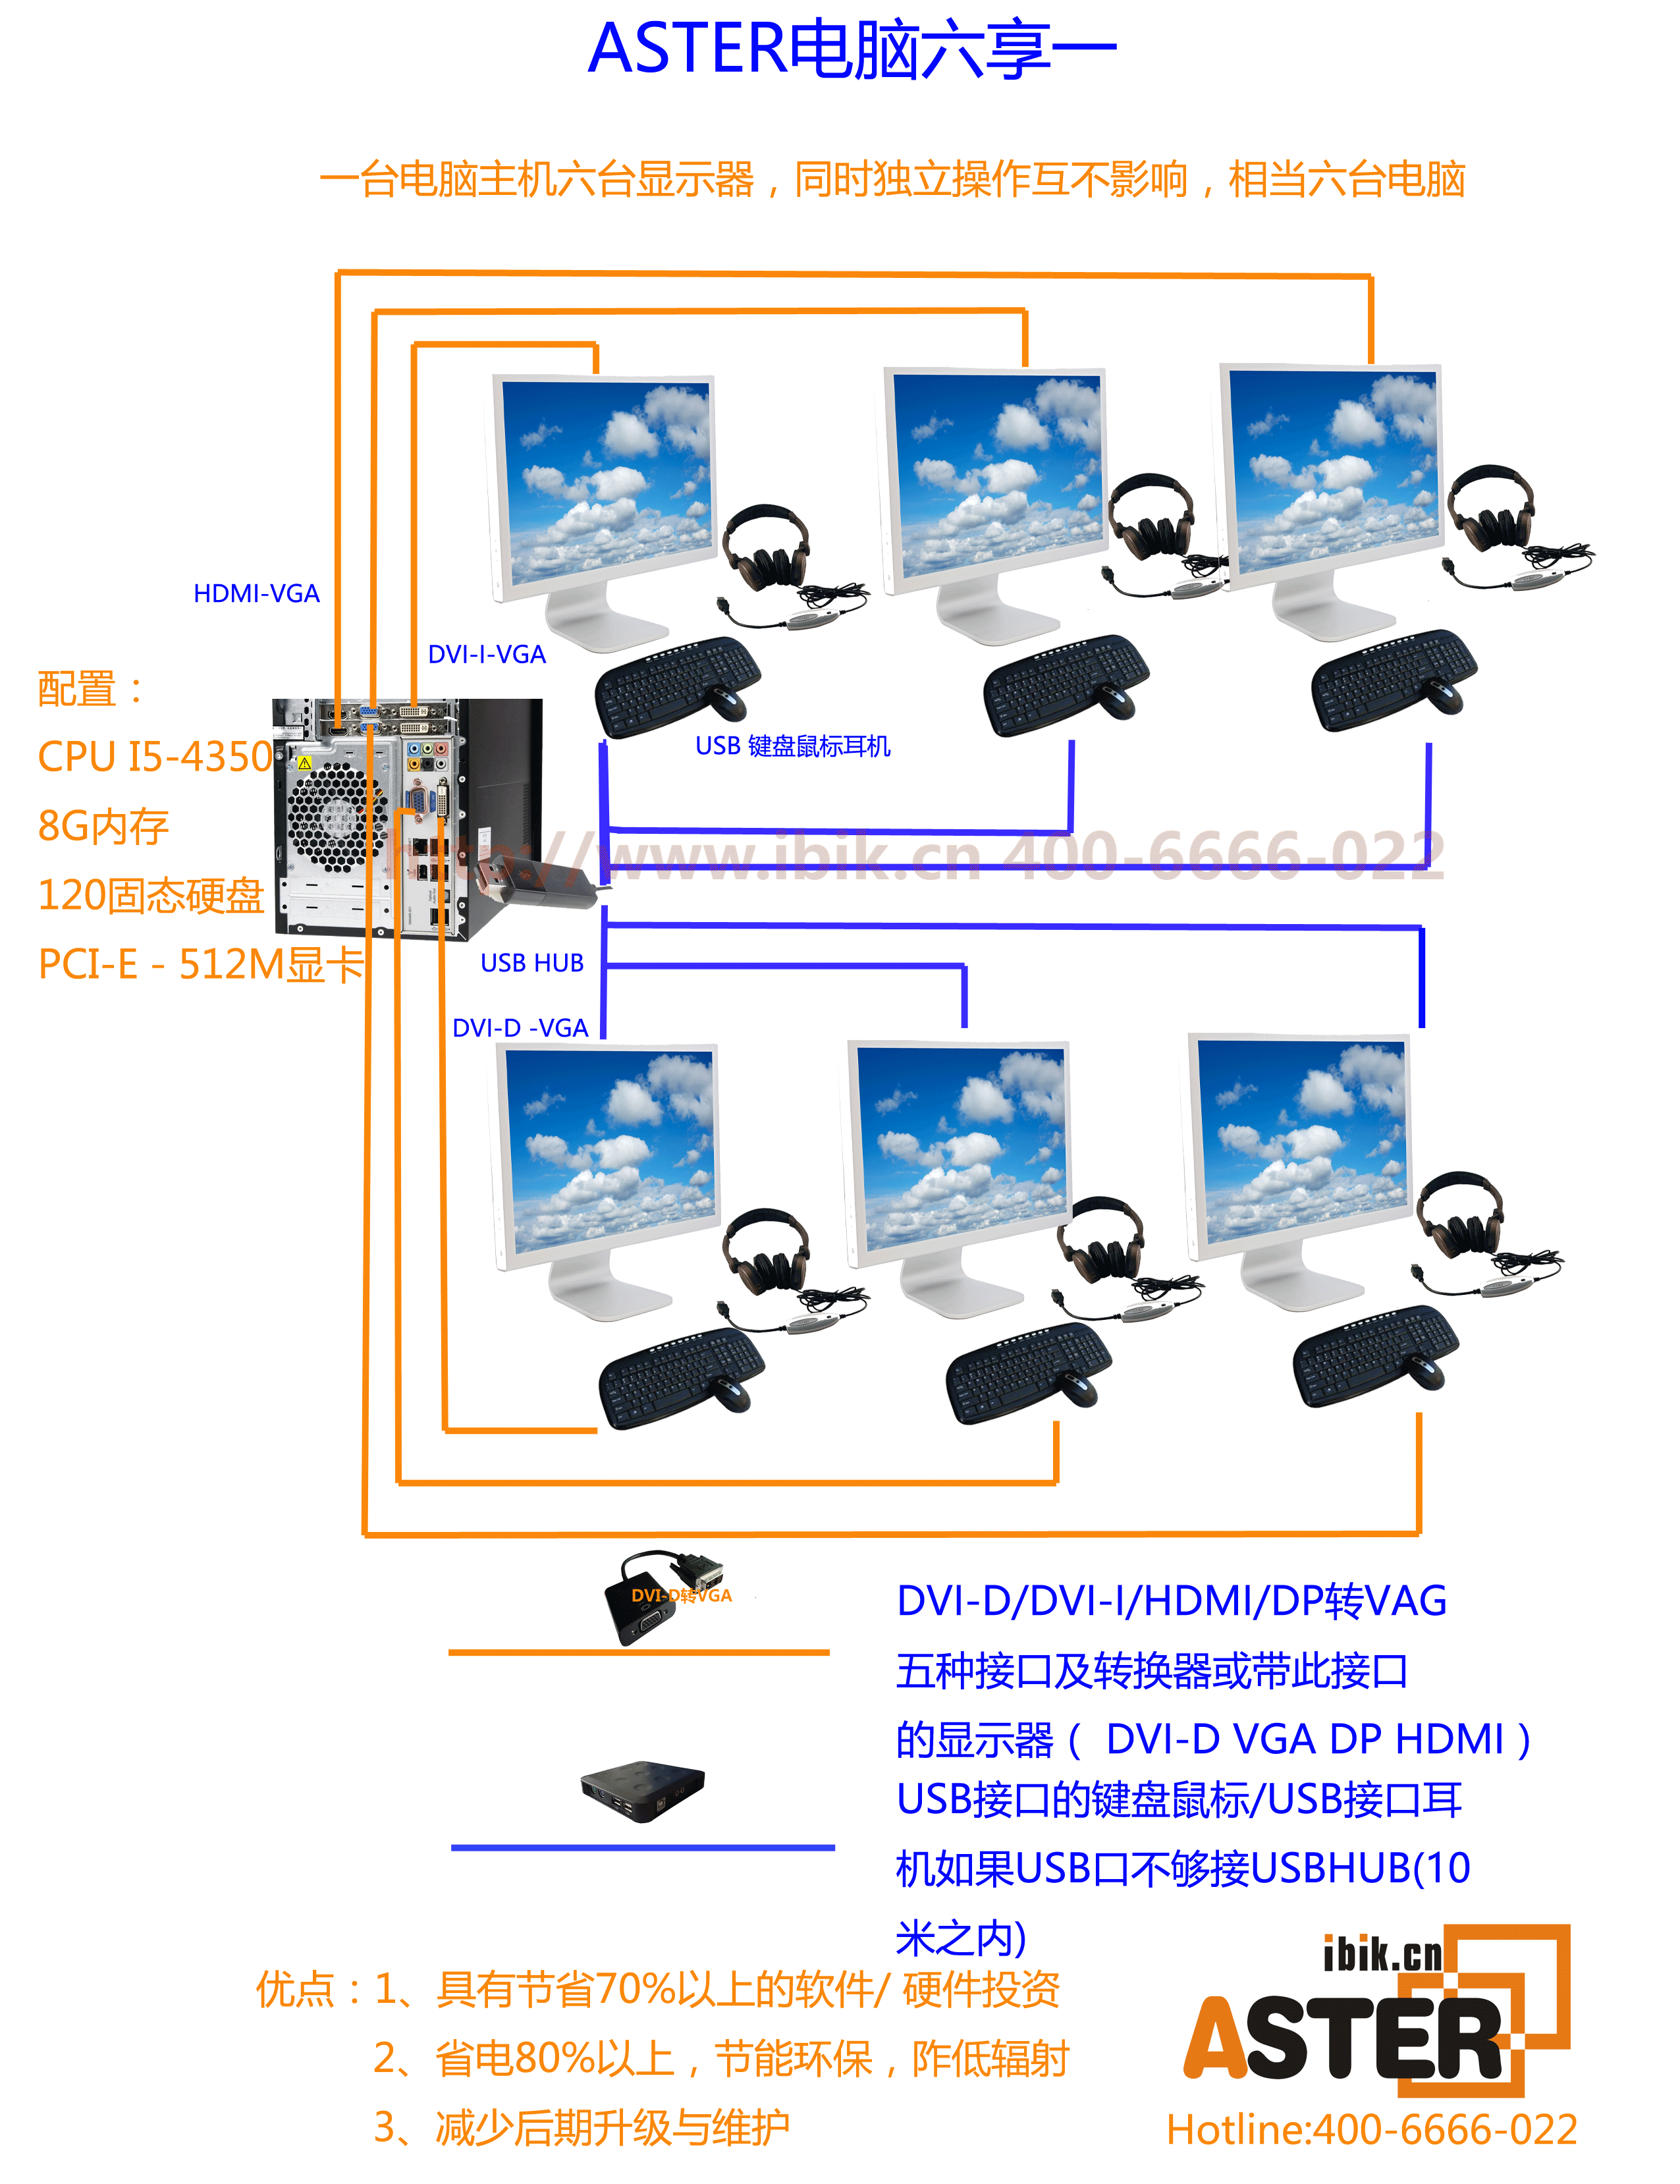 ASTER电脑六享一
一台电脑主机六台显示器，同时独立操作互不影响，相当六台电脑
HDMI-VGA
DVI-I-VGA
配置：
CPU I5-4350
8G内存
120固态硬盘
PCI-E - 512M显卡
USB 键盘鼠标耳机
http://www.ibik.cn 400-6666-022
USB HUB
DVI-D -VGA
DVI-D转VGA
DVI-D/DVI-I/HDMI/DP转VAG
五种接口及转换器或带此接口
的显示器（ DVI-D VGA DP HDMI ）
USB接口的键盘鼠标/USB接口耳
机如果USB口不够接USBHUB(10
米之内)
优点：1、具有节省70%以上的软件/ 硬件投资
2、省电80%以上，节能环保，阼低辐射
3、减少后期升级与维护
ibik.cn
ASTER
Hotline:400-6666-022